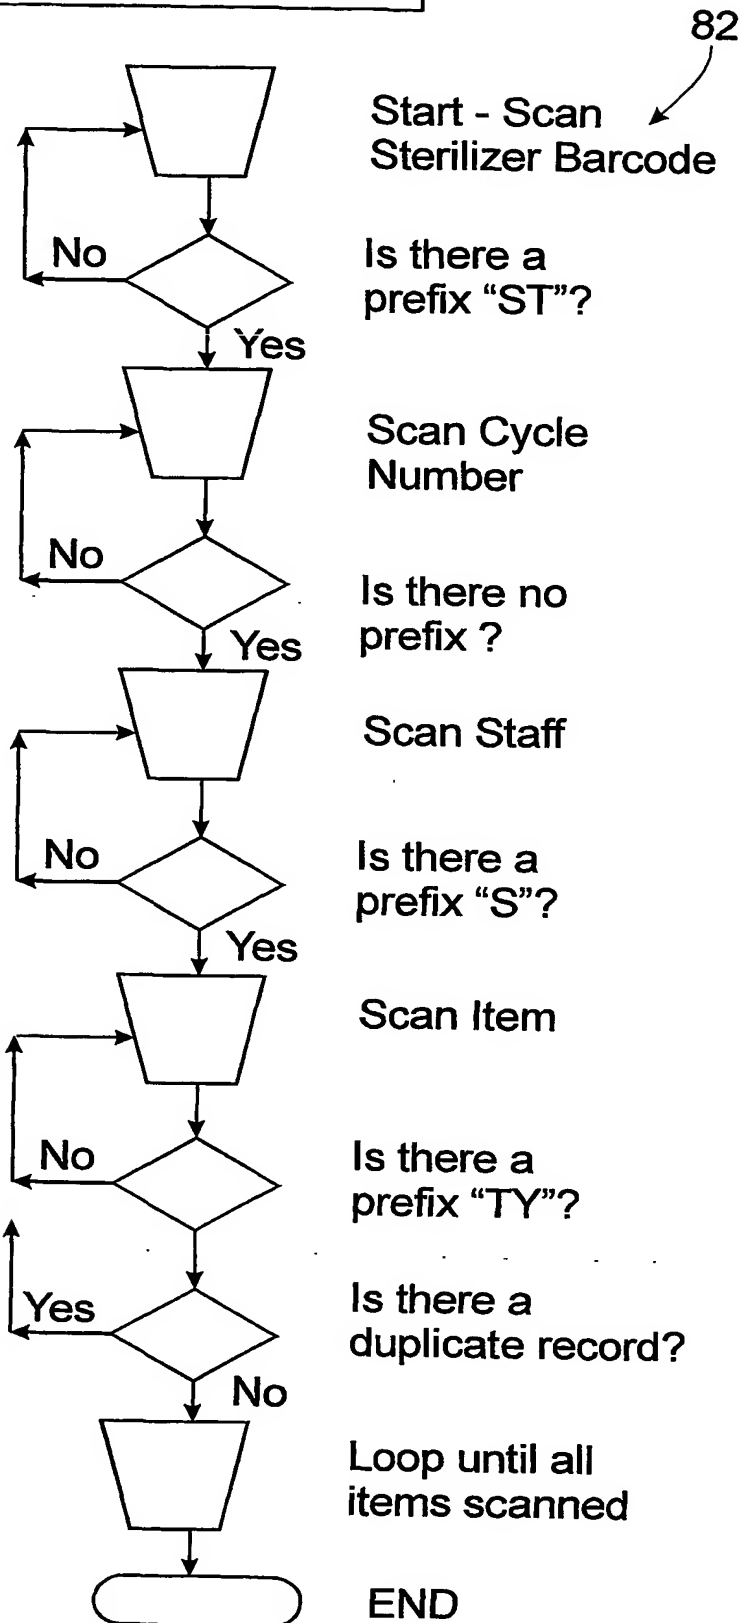 82
Start - Scan
Sterilizer Barcode
No
Is there a
prefix “ST”?
Yes
Scan Cycle
Number
No
Is there no
prefix ?
Yes
Scan Staff
No
Is there a
prefix “S”?
Yes
Scan Item
No
Is there a
prefix “TY”?
Yes
Is there a
duplicate record?
No
Loop until all
items scanned
END